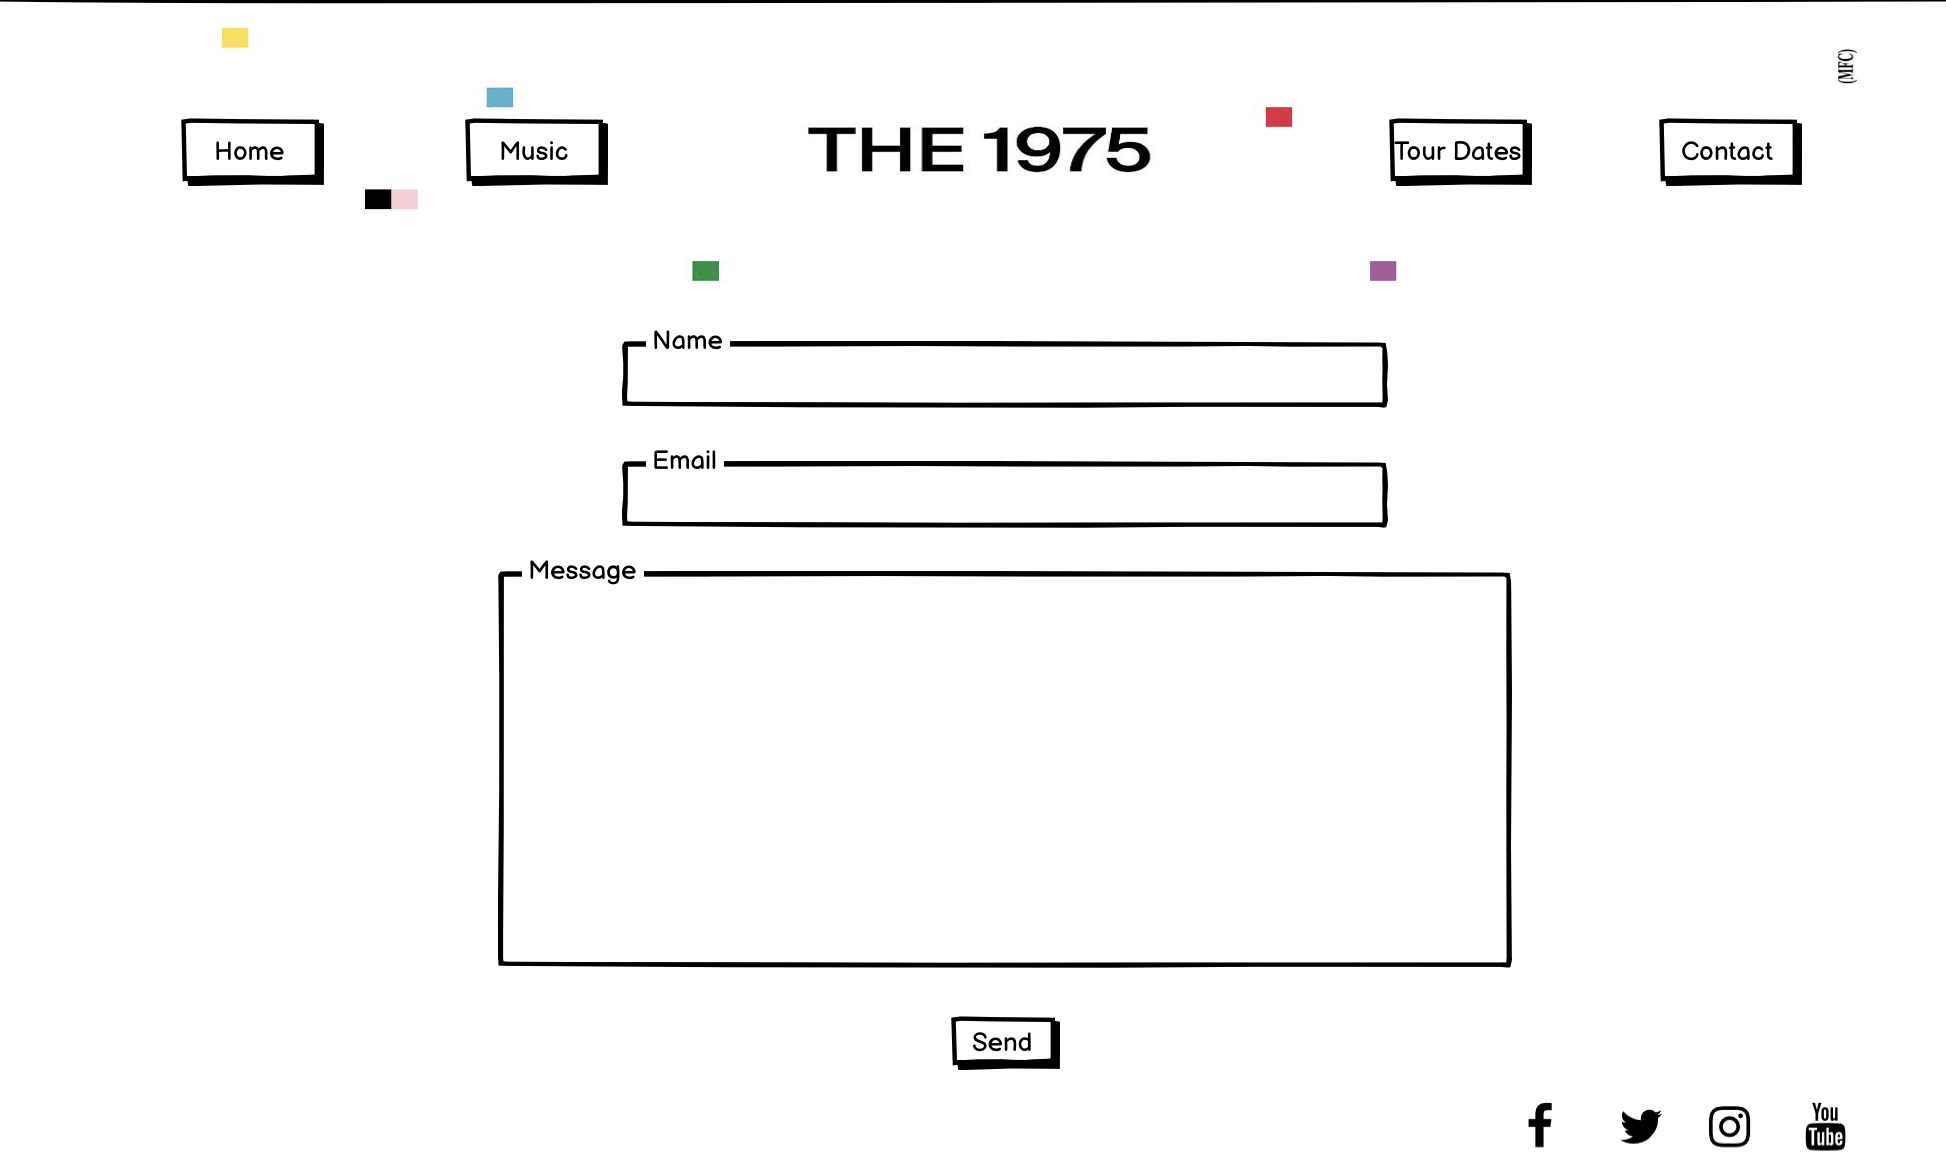 (MFC)
Home
Music
THE 1975
Tour Dates
Contact
Name
Email
Message
Send
You
Tube